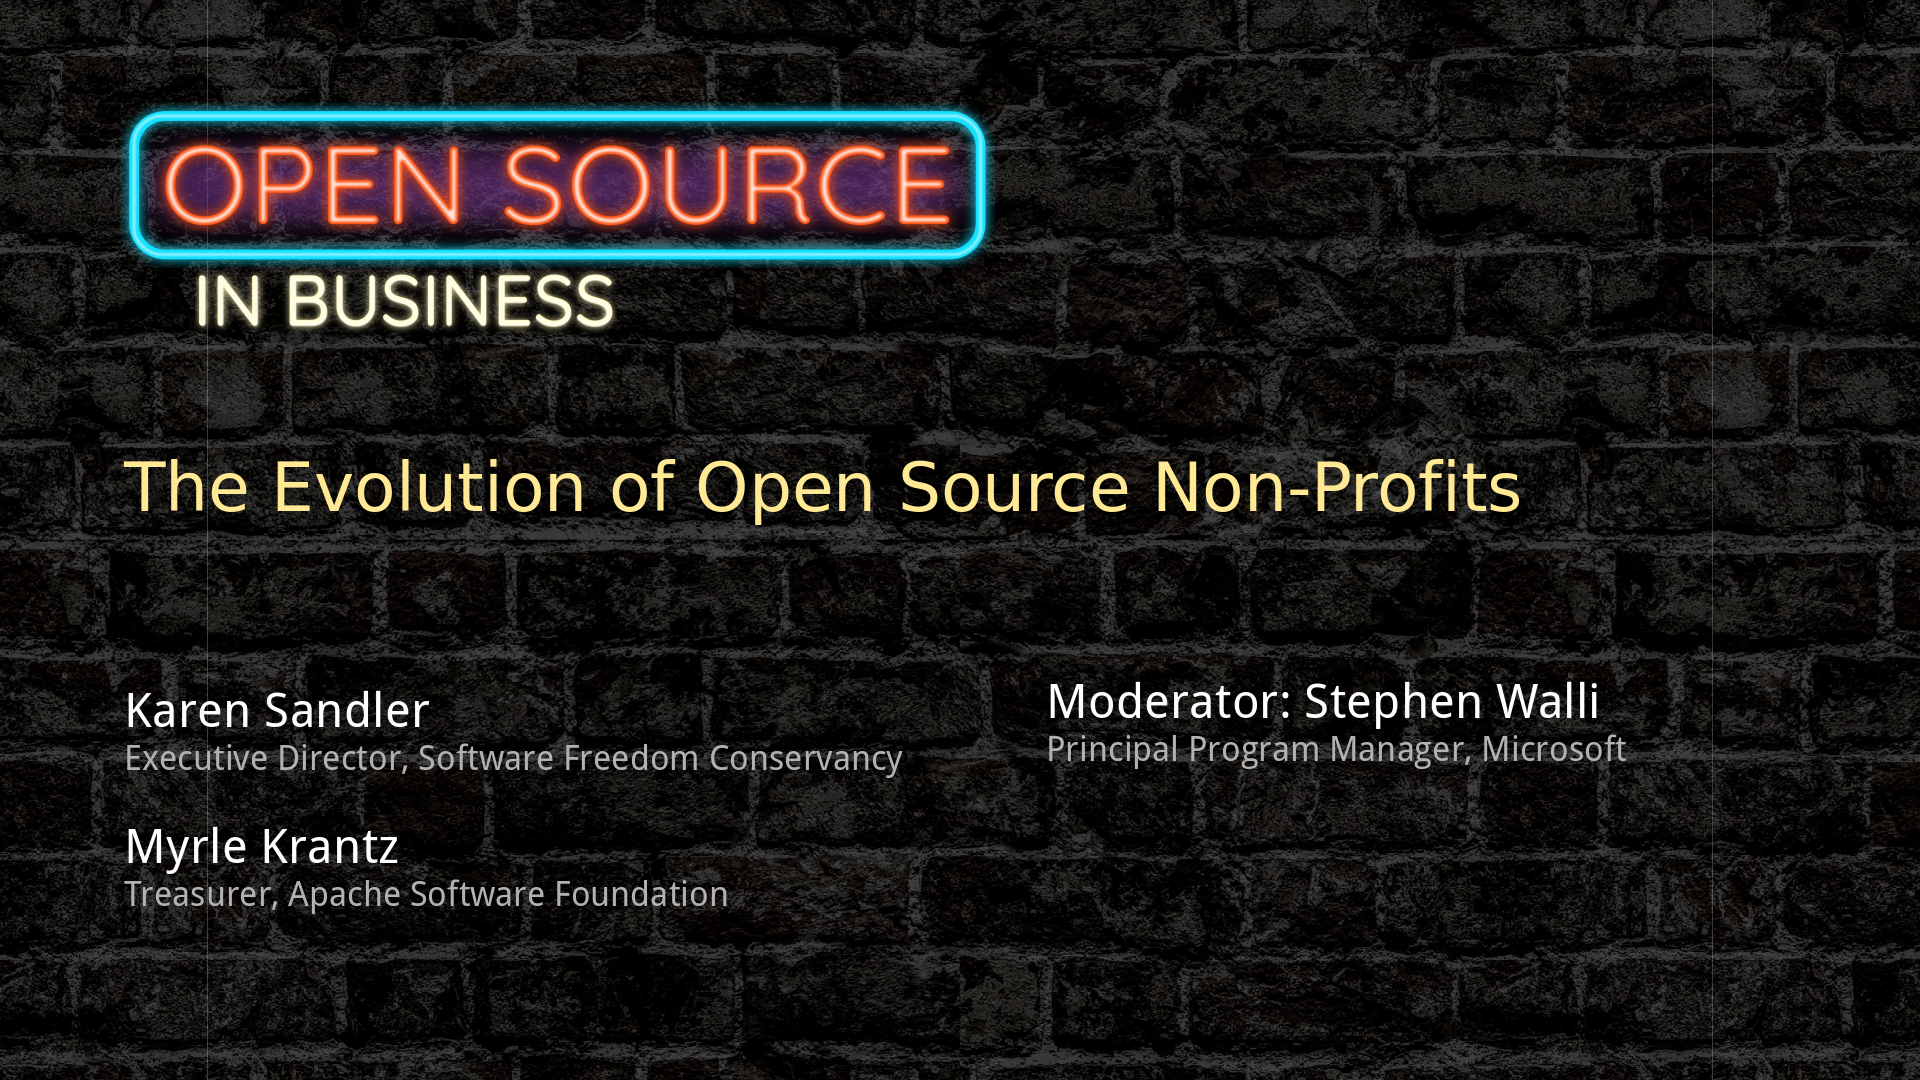 OPEN SOURCE
IN BUSINESS
The Evolution of Open Source Non-Profits
Karen Sandler
Executive Director, Software Freedom Conservancy
Myrle Krantz
Treasurer, Apache Software Foundation
Moderator: Stephen Walli
Principal Program Manager, Microsoft